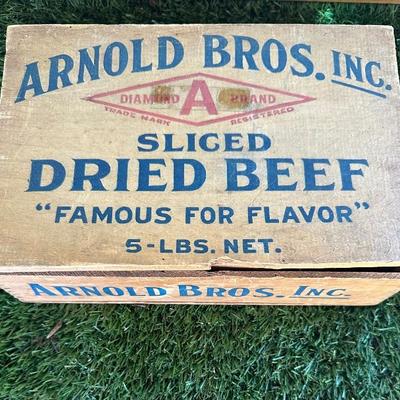 ARNOLD BROS. INC.
DIAMOND A BRAND
TRADE MARK REGISTERED
SLICED
DRIED BEEF
"FAMOUS FOR FLAVOR"
5-LBS. NET.
ARNOLD BROS. INC.